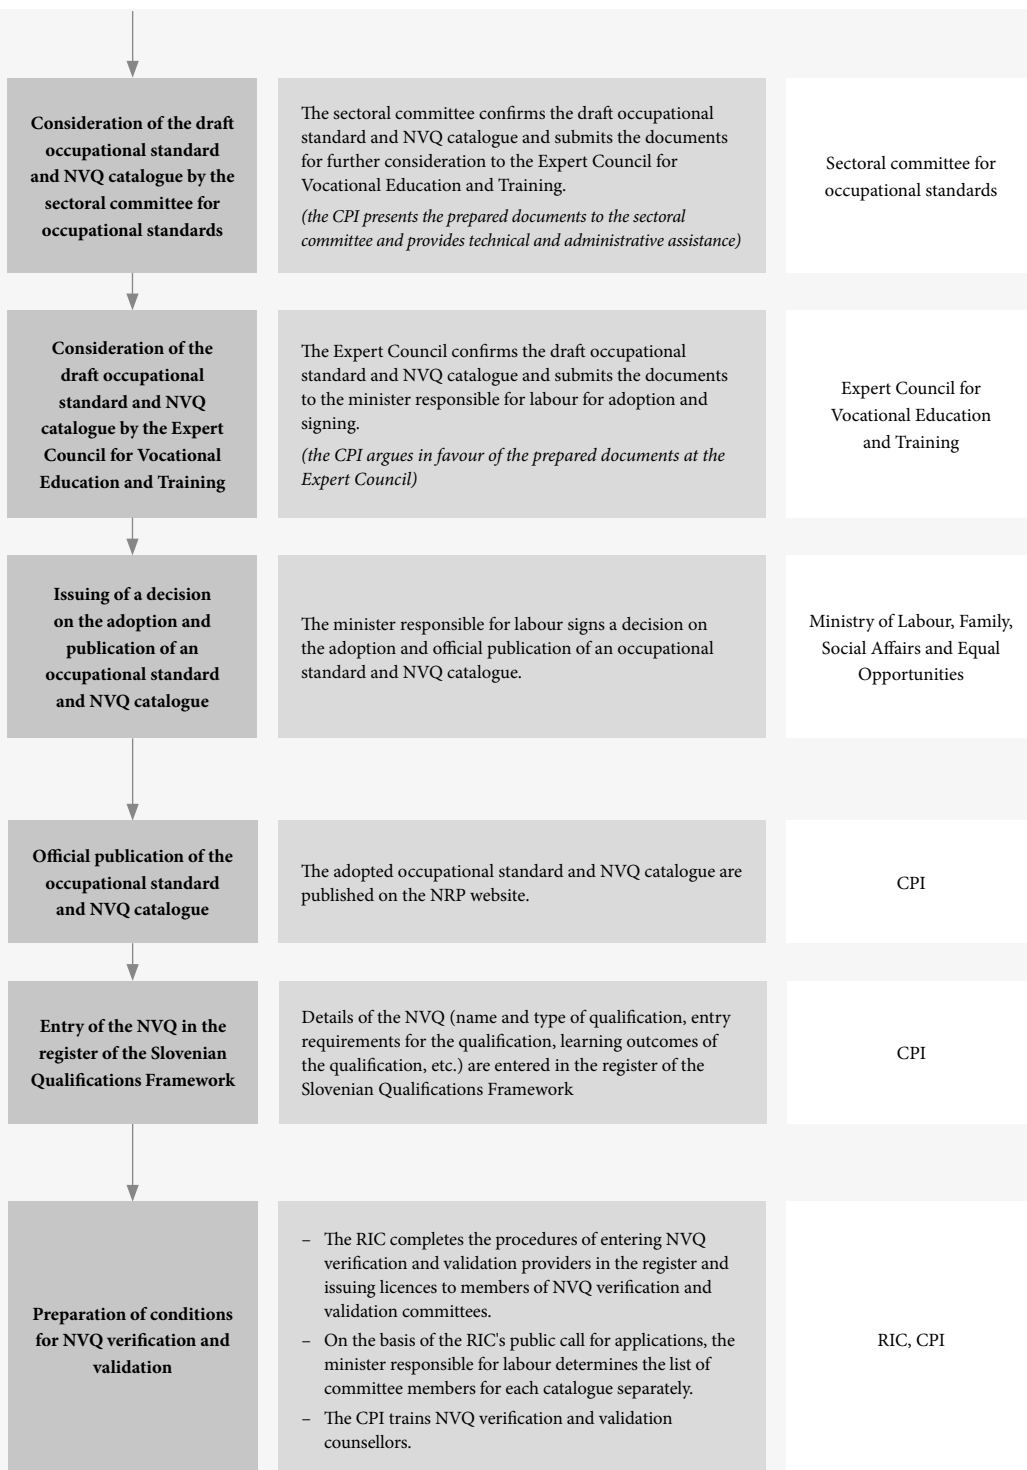 Consideration of the draft
occupational standard
and NVQ catalogue by the
sectoral committee for
occupational standards
The sectoral committee confirms the draft occupational
standard and NVQ catalogue and submits the documents
for further consideration to the Expert Council for
Vocational Education and Training.
(the CPI presents the prepared documents to the sectoral
committee and provides technical and administrative assistance)
Sectoral committee for
occupational standards
Consideration of the
draft occupational
standard and NVQ
catalogue by the Expert
Council for Vocational
Education and Training
The Expert Council confirms the draft occupational
standard and NVQ catalogue and submits the documents
to the minister responsible for labour for adoption and
signing.
(the CPI argues in favour of the prepared documents at the
Expert Council)
Expert Council for
Vocational Education
and Training
Issuing of a decision
on the adoption and
publication of an
occupational standard
and NVQ catalogue
The minister responsible for labour signs a decision on
the adoption and official publication of an occupational
standard and NVQ catalogue.
Ministry of Labour, Family,
Social Affairs and Equal
Opportunities
Official publication of the
occupational standard
and NVQ catalogue
The adopted occupational standard and NVQ catalogue are
published on the NRP website.
CPI
Entry of the NVQ in the
register of the Slovenian
Qualifications Framework
Details of the NVQ (name and type of qualification, entry
requirements for the qualification, learning outcomes of
the qualification, etc.) are entered in the register of the
Slovenian Qualifications Framework
CPI
Preparation of conditions
for NVQ verification and
validation
– The RIC completes the procedures of entering NVQ
verification and validation providers in the register and
issuing licences to members of NVQ verification and
validation committees.
– On the basis of the RIC's public call for applications, the
minister responsible for labour determines the list of
committee members for each catalogue separately.
– The CPI trains NVQ verification and validation
counsellors.
RIC, CPI